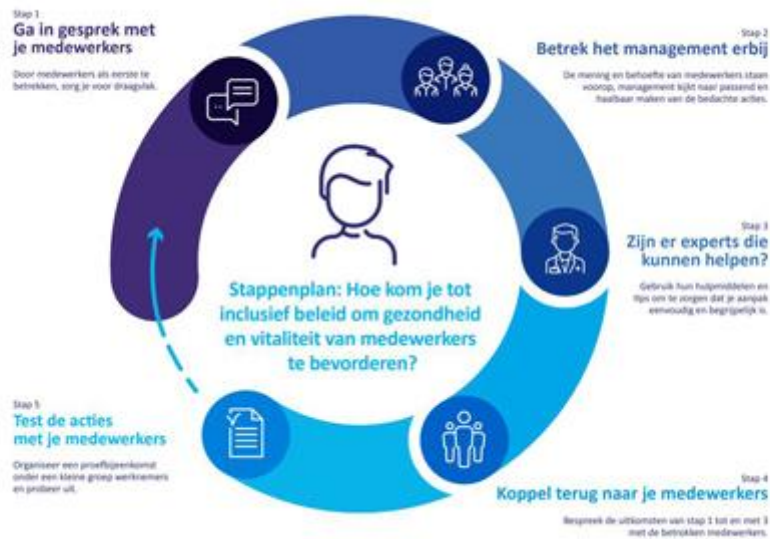 Stap 1
Ga in gesprek met
je medewerkers
Door medewerkers als eerste te
betrekken, zorg je voor draagvlak.
Stap 2
Betrek het management erbij
De mening en behoefte van medewerkers staan
voorop, management kijkt naar passend en
haalbaar maken van de bedachte acties.
Stap 3
Zijn er experts die
kunnen helpen?
Gebruik hun hulpmiddelen en
tips om te zorgen dat je aanpak
eenvoudig en begrijpelijk is.
Stappenplan: Hoe kom je tot
inclusief beleid om gezondheid
en vitaliteit van medewerkers
te bevorderen?
Stap 4
Koppel terug naar je medewerkers
Bespreek de uitkomsten van stap 1 tot en met 3
met de betrokken medewerkers.
Stap 5
Test de acties
met je medewerkers
Organiseer een proefbijeenkomst
onder een kleine groep werknemers
en probeer uit.